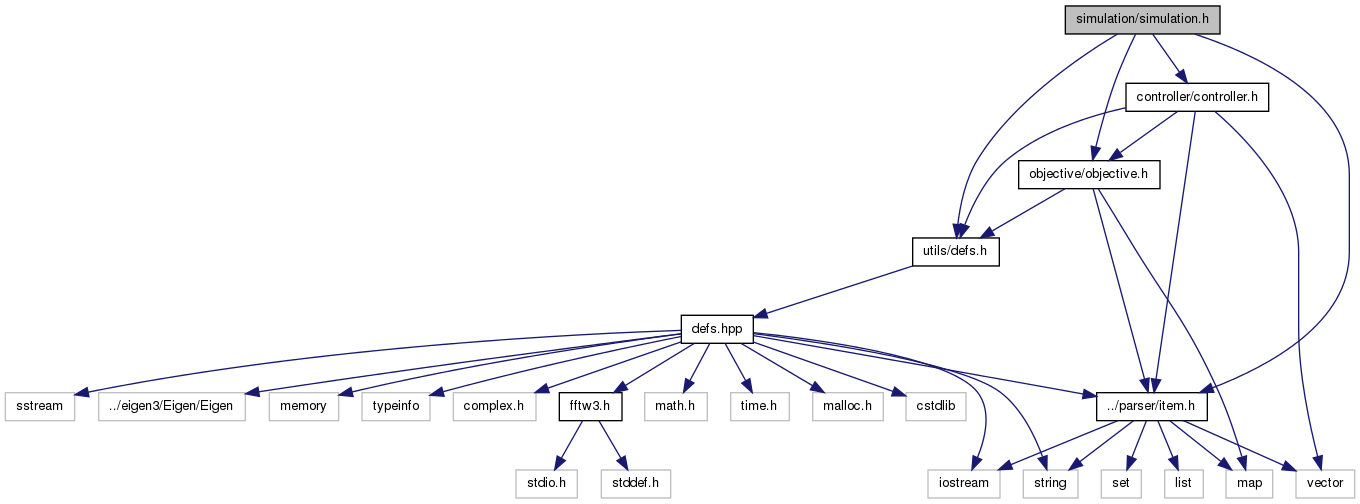 simulation/simulation.h
controller/controller.h
objective/objective.h
utils/defs.h
defs.hpp
sstream
../eigen3/Eigen/Eigen
memory
typeinfo
complex.h
fftw3.h
math.h
time.h
malloc.h
cstdlib
../parser/item.h
stdio.h
stddef.h
iostream
string
set
list
map
vector